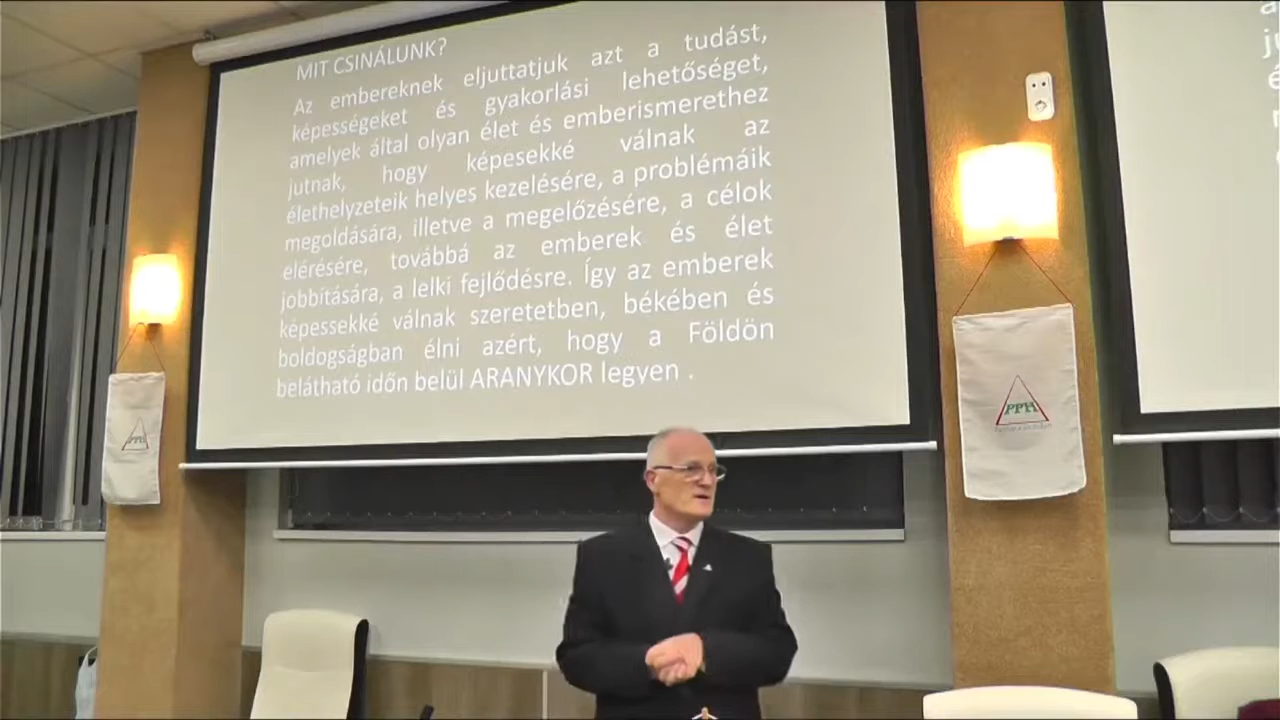 MIT CSINÁLUNK?
Az embereknek eljuttatjuk azt a tudást,
képességeket és gyakorlási lehetőséget,
amelyek által olyan élet és emberismerethez
jutnak, hogy képesekké válnak az
élethelyzeteik helyes kezelésére, a problémáik
megoldására, illetve a megelőzésére, a célok
elérésére, továbbá az emberek és élet
jobbítására, a lelki fejlődésre. Így az emberek
képessekké válnak szeretetben, békében és
boldogságban élni azért, hogy a Földön
belátható időn belül ARANYKOR legyen .
PPH
PPH